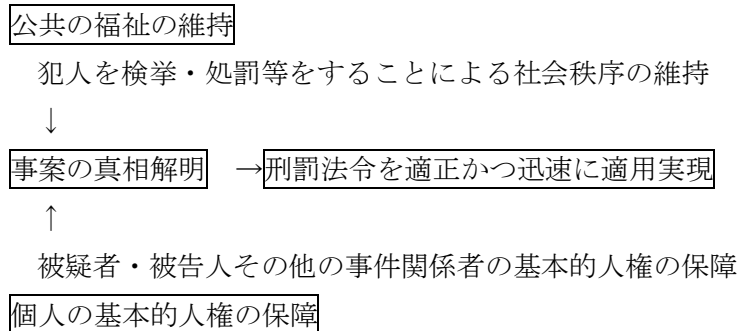 公共の福祉の維持
犯人を検挙・処罰等をすることによる社会秩序の維持
↓
事案の真相解明 →刑罰法令を適正かつ迅速に適用実現
↑
被疑者・被告人その他の事件関係者の基本的人権の保障
個人の基本的人権の保障